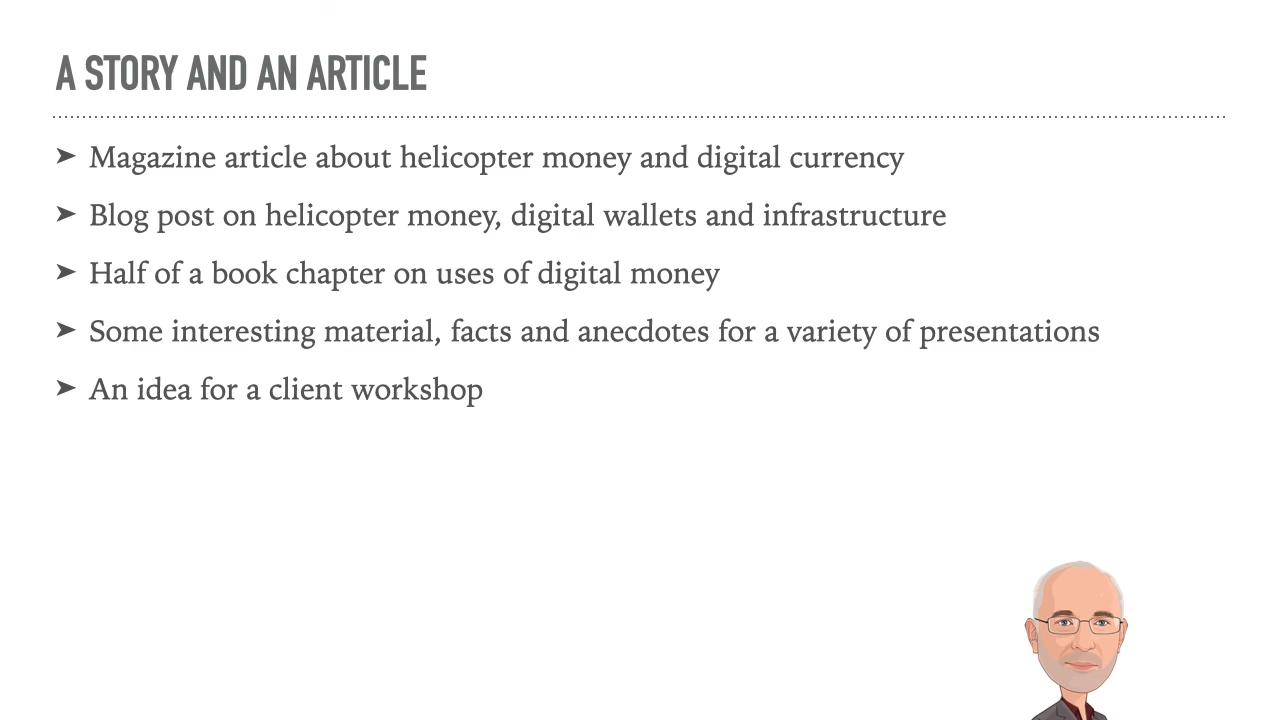 A STORY AND AN ARTICLE
➤ Magazine article about helicopter money and digital currency
➤ Blog post on helicopter money, digital wallets and infrastructure
➤ Half of a book chapter on uses of digital money
➤ Some interesting material, facts and anecdotes for a variety of presentations
➤ An idea for a client workshop